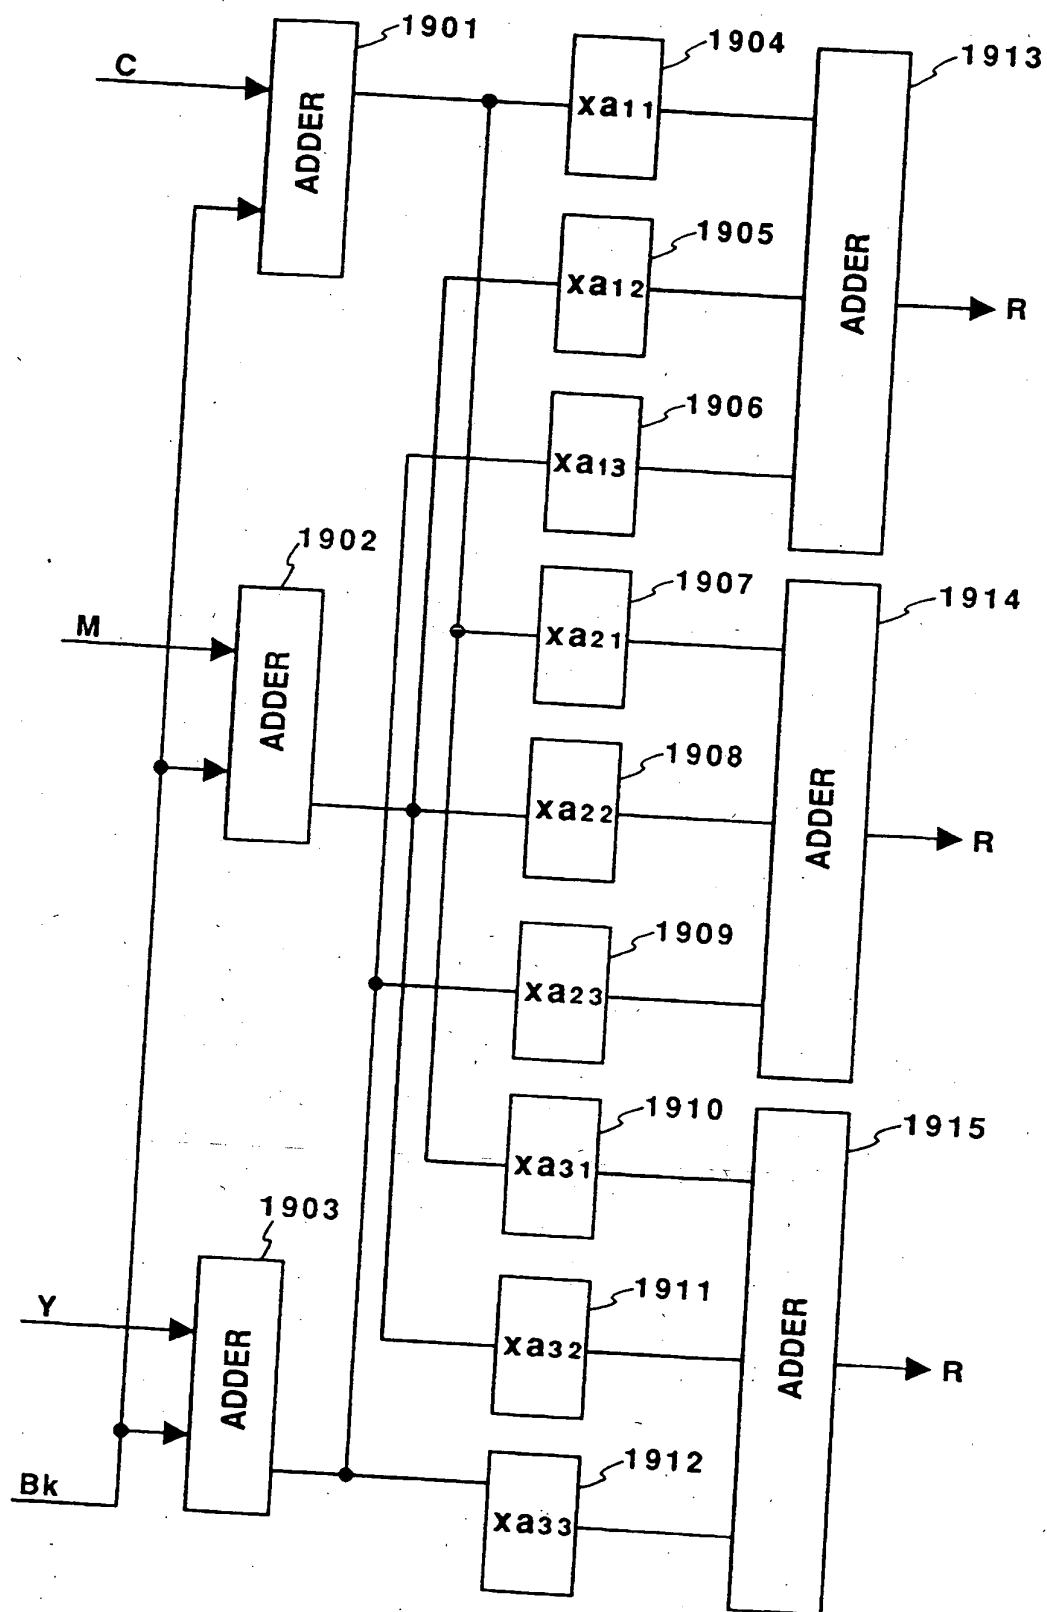 1901
C
ADDER
xa11
1904
1913
xa12
1905
ADDER
R
xa13
1906
1902
M
ADDER
xa21
1907
1914
xa22
1908
ADDER
R
xa23
1909
xa31
1910
1915
1903
Y
ADDER
xa32
1911
ADDER
R
Bk
xa33
1912